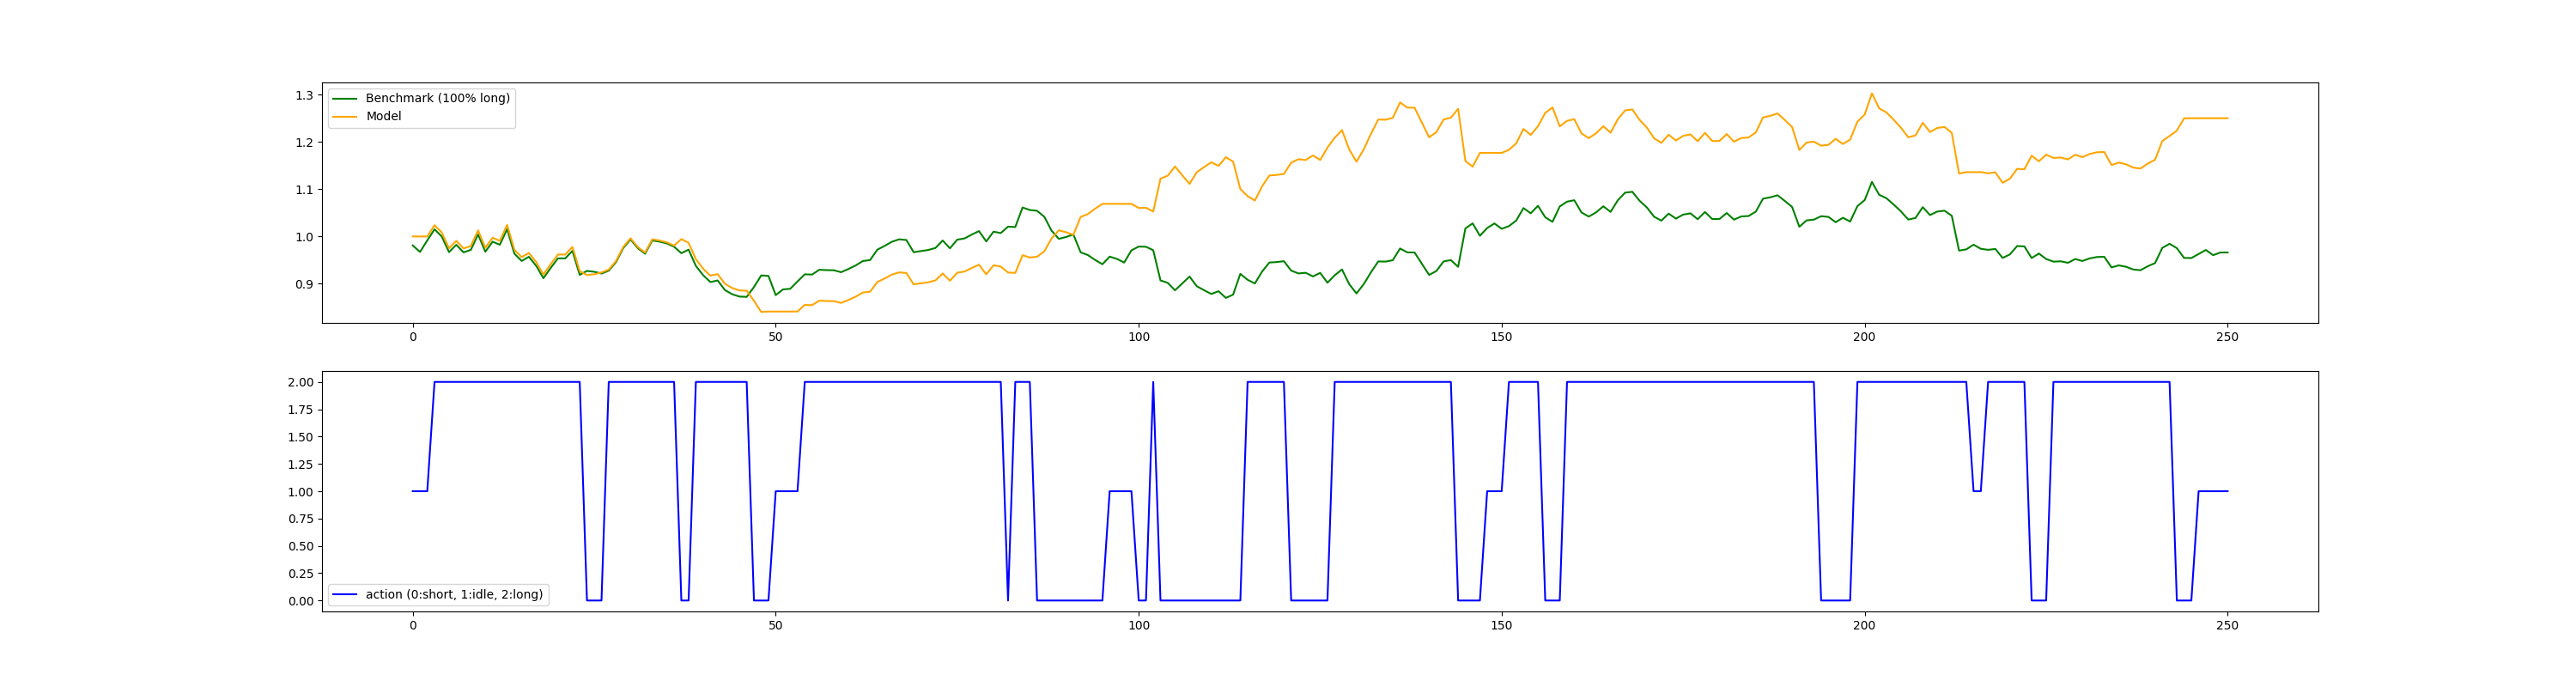 1.3
1.2
1.1
1.0
0.9
Benchmark (100% long)
Model
0 50 100 150 200 250
2.00
1.75
1.50
1.25
1.00
0.75
0.50
0.25
0.00
action (0:short, 1:idle, 2:long)
0 50 100 150 200 250